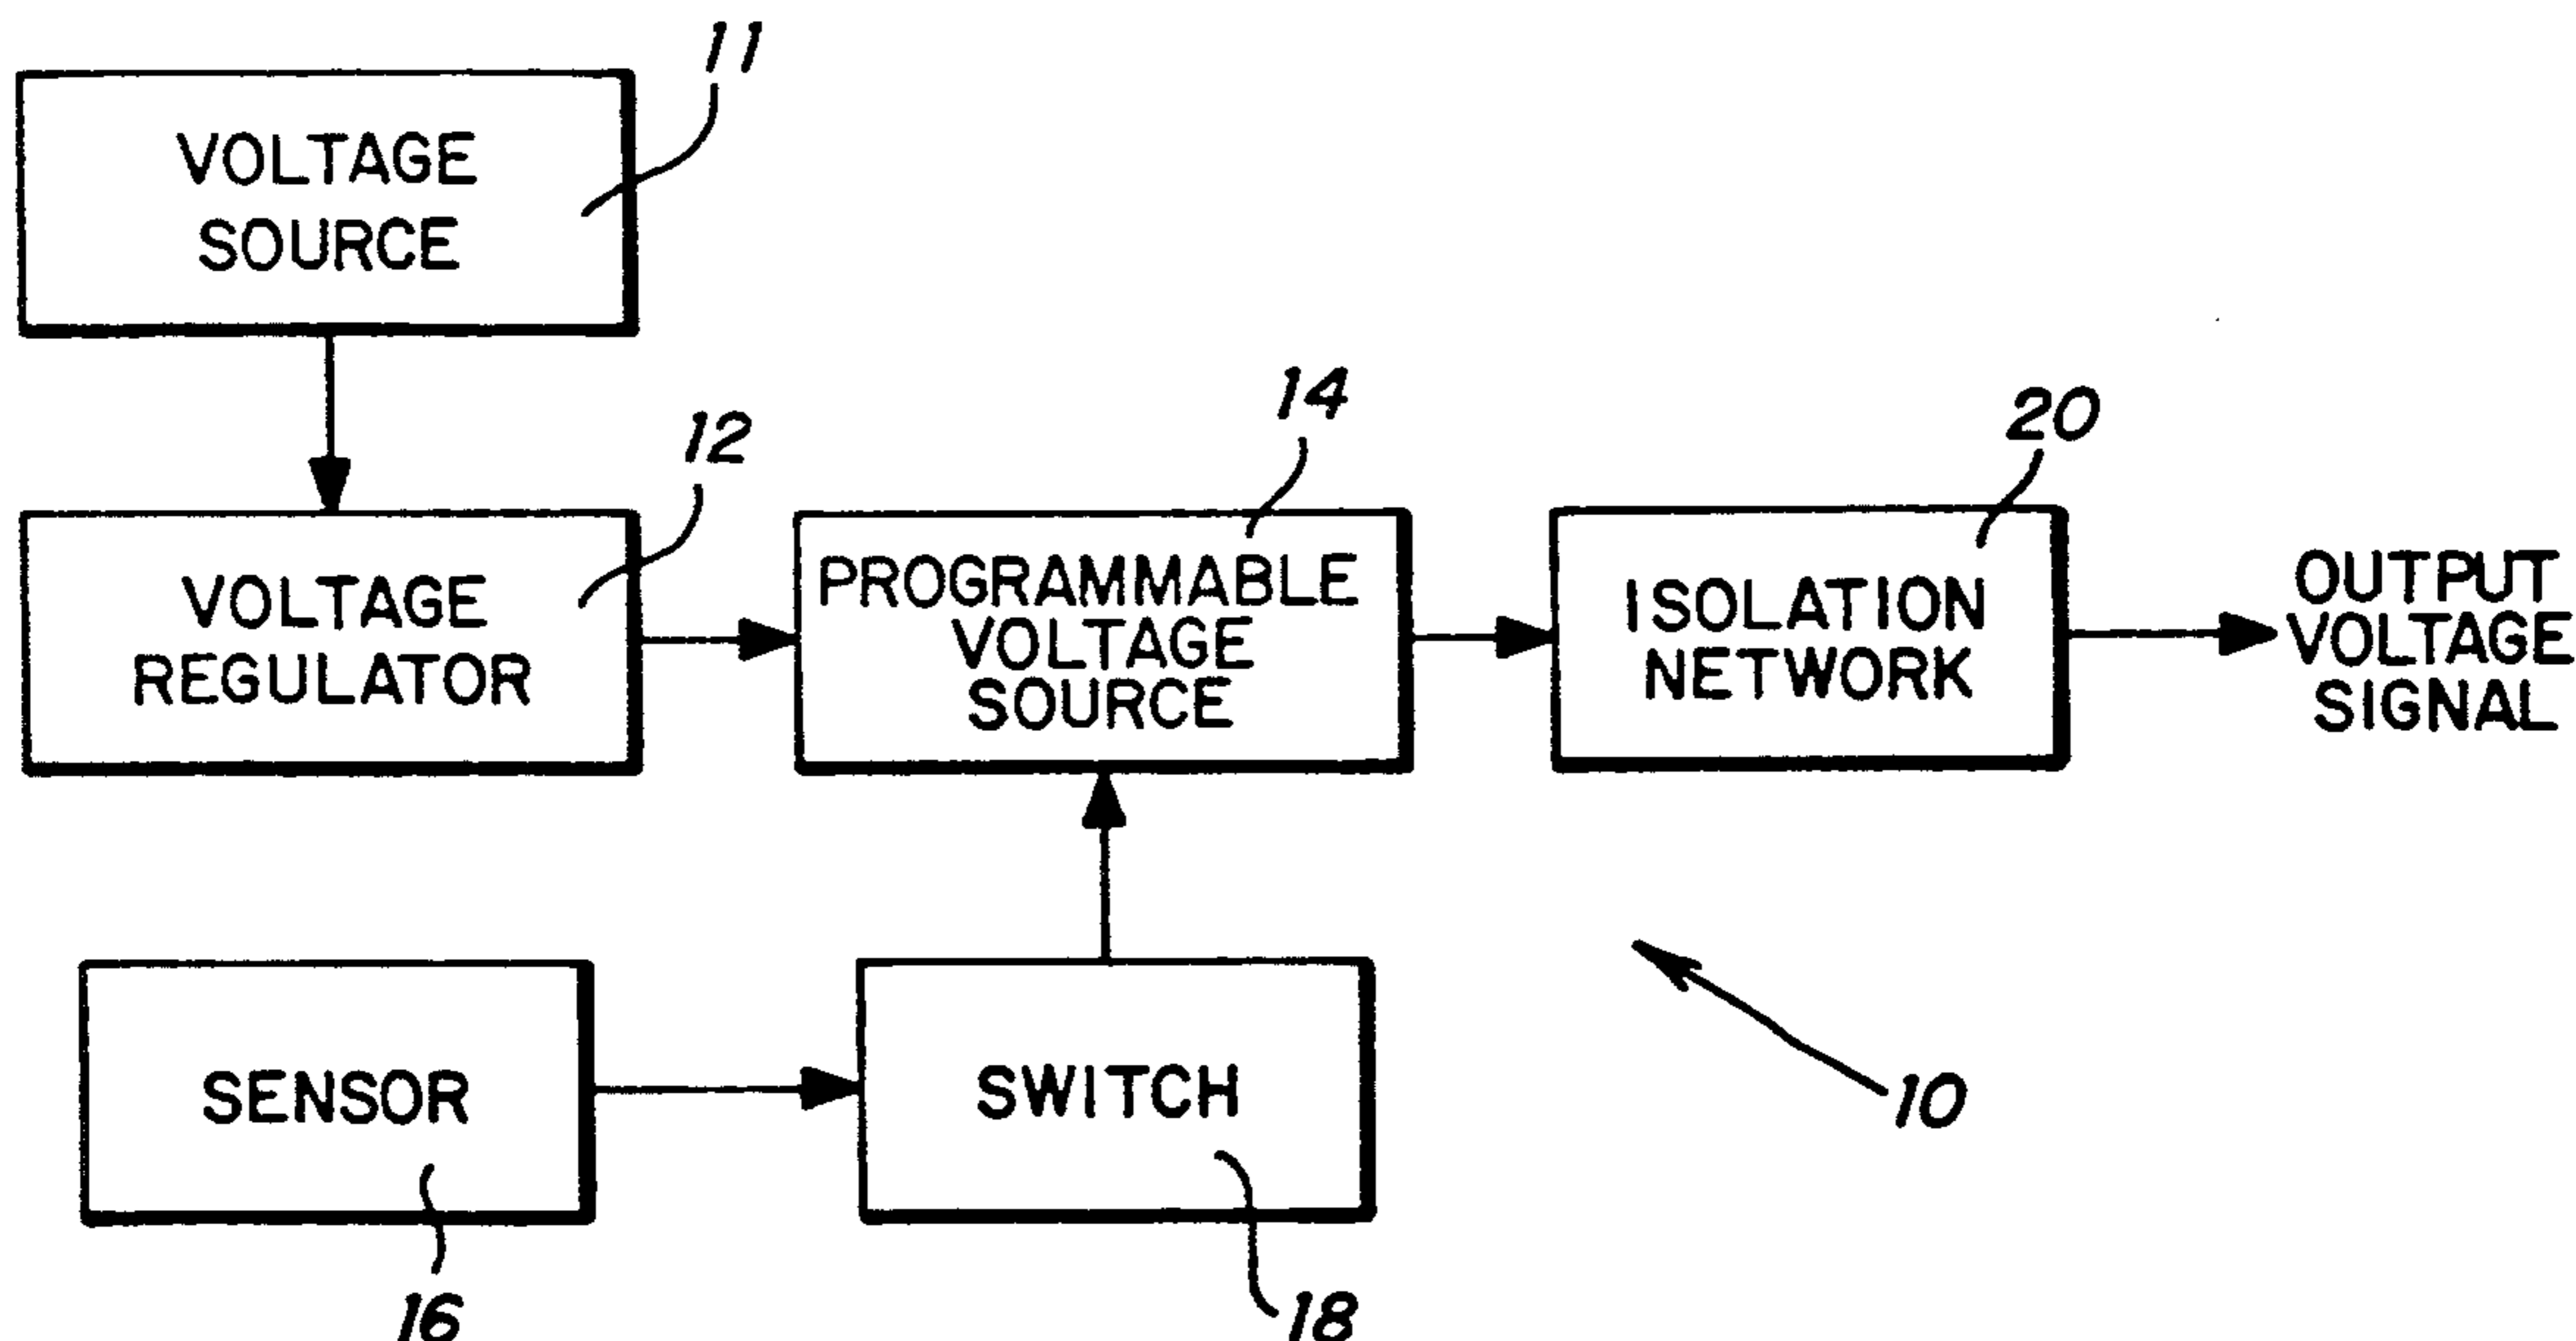 11
VOLTAGE
SOURCE
12
VOLTAGE
REGULATOR
14
PROGRAMMABLE
VOLTAGE
SOURCE
20
ISOLATION
NETWORK
OUTPUT
VOLTAGE
SIGNAL
SENSOR
16
SWITCH
18
10